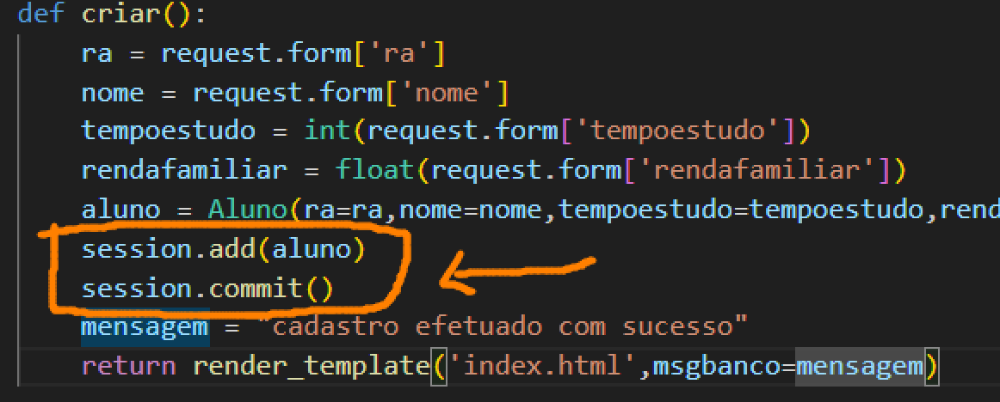 def criar():
ra = request.form['ra']
nome = request.form['nome']
tempoestudo = int(request.form['tempoestudo'])
rendafamiliar = float(request.form['rendafamiliar'])
aluno = Aluno(ra=ra,nome=nome,tempoestudo=tempoestudo,rend
session.add(aluno)
session.commit()
mensagem = "cadastro efetuado com sucesso"
return render_template('index.html',msgbanco=mensagem)